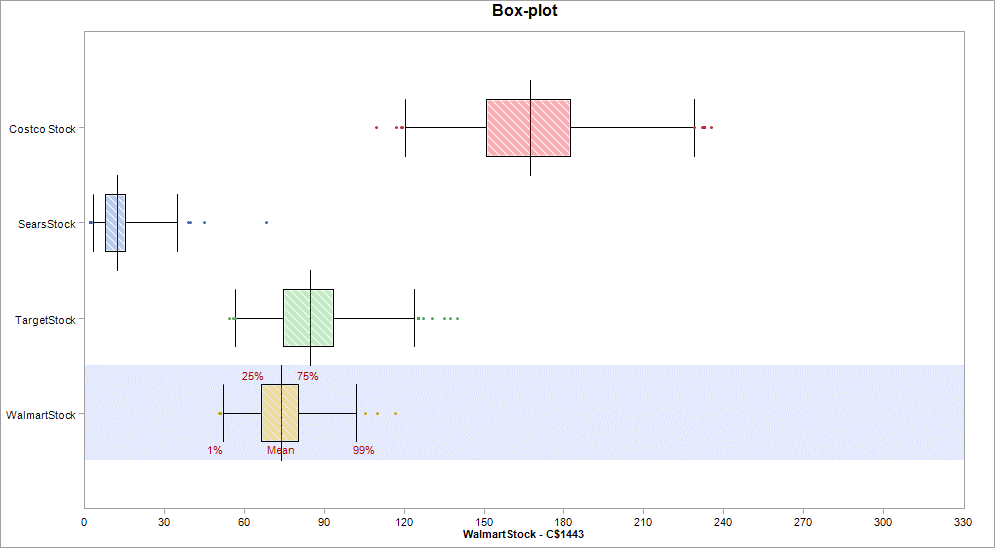 Box-plot
Costco Stock
SearsStock
TargetStock
25% 75%
WalmartStock
1% Mean 99%
0 30 60 90 120 150 180 210 240 270 300 330
WalmartStock - C$1443